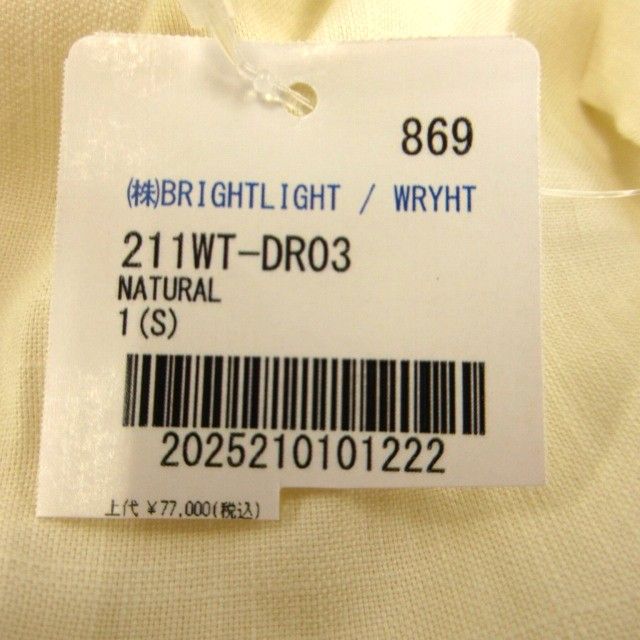 869
㈱BRIGHTLIGHT / WRYHT
211WT-DR03
NATURAL
1(S)
2025210101222
上代 ¥77,000(税込)